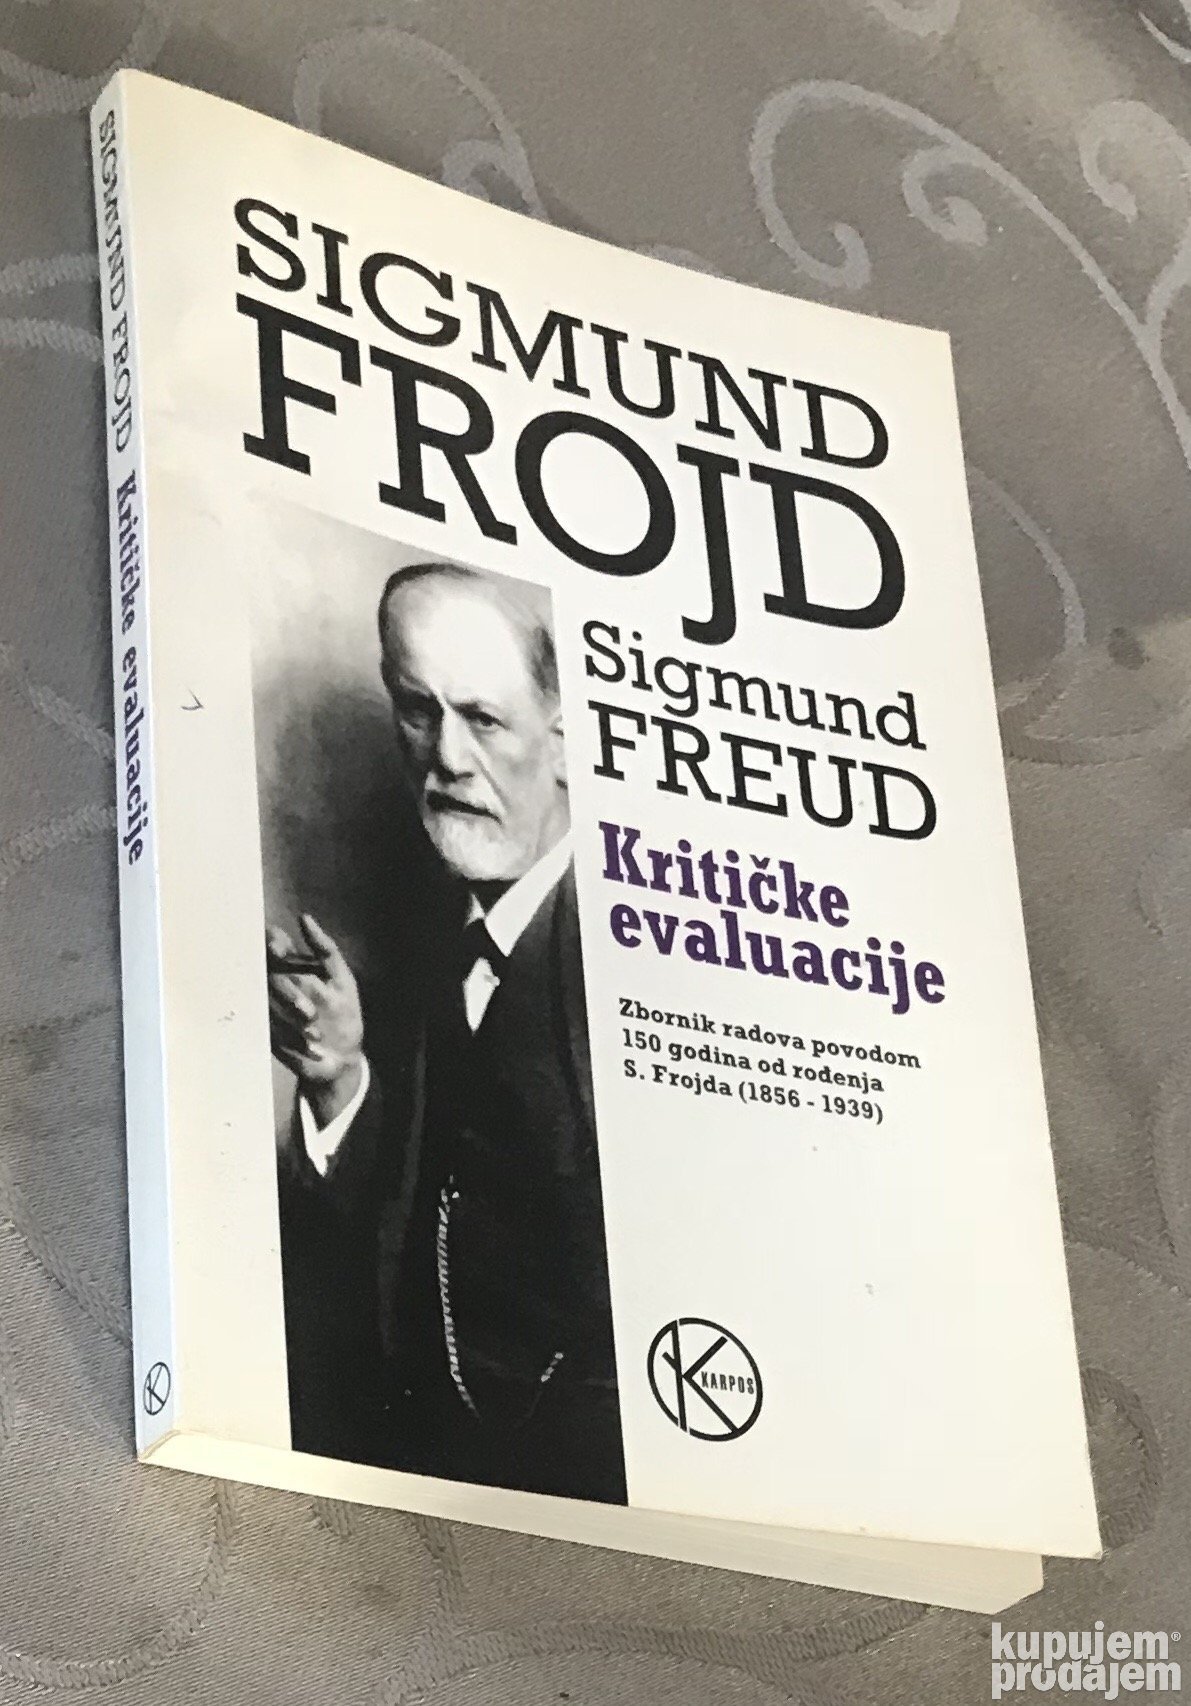 SIGMUND FROJD Kritičke evaluacije
SIGMUND
FROJD
Sigmund
FREUD
Kritičke
evaluacije
Zbornik radova povodom
150 godina od rođenja
S. Frojda (1856 - 1939)
K KARPOS
K
kupujem
prodajem®